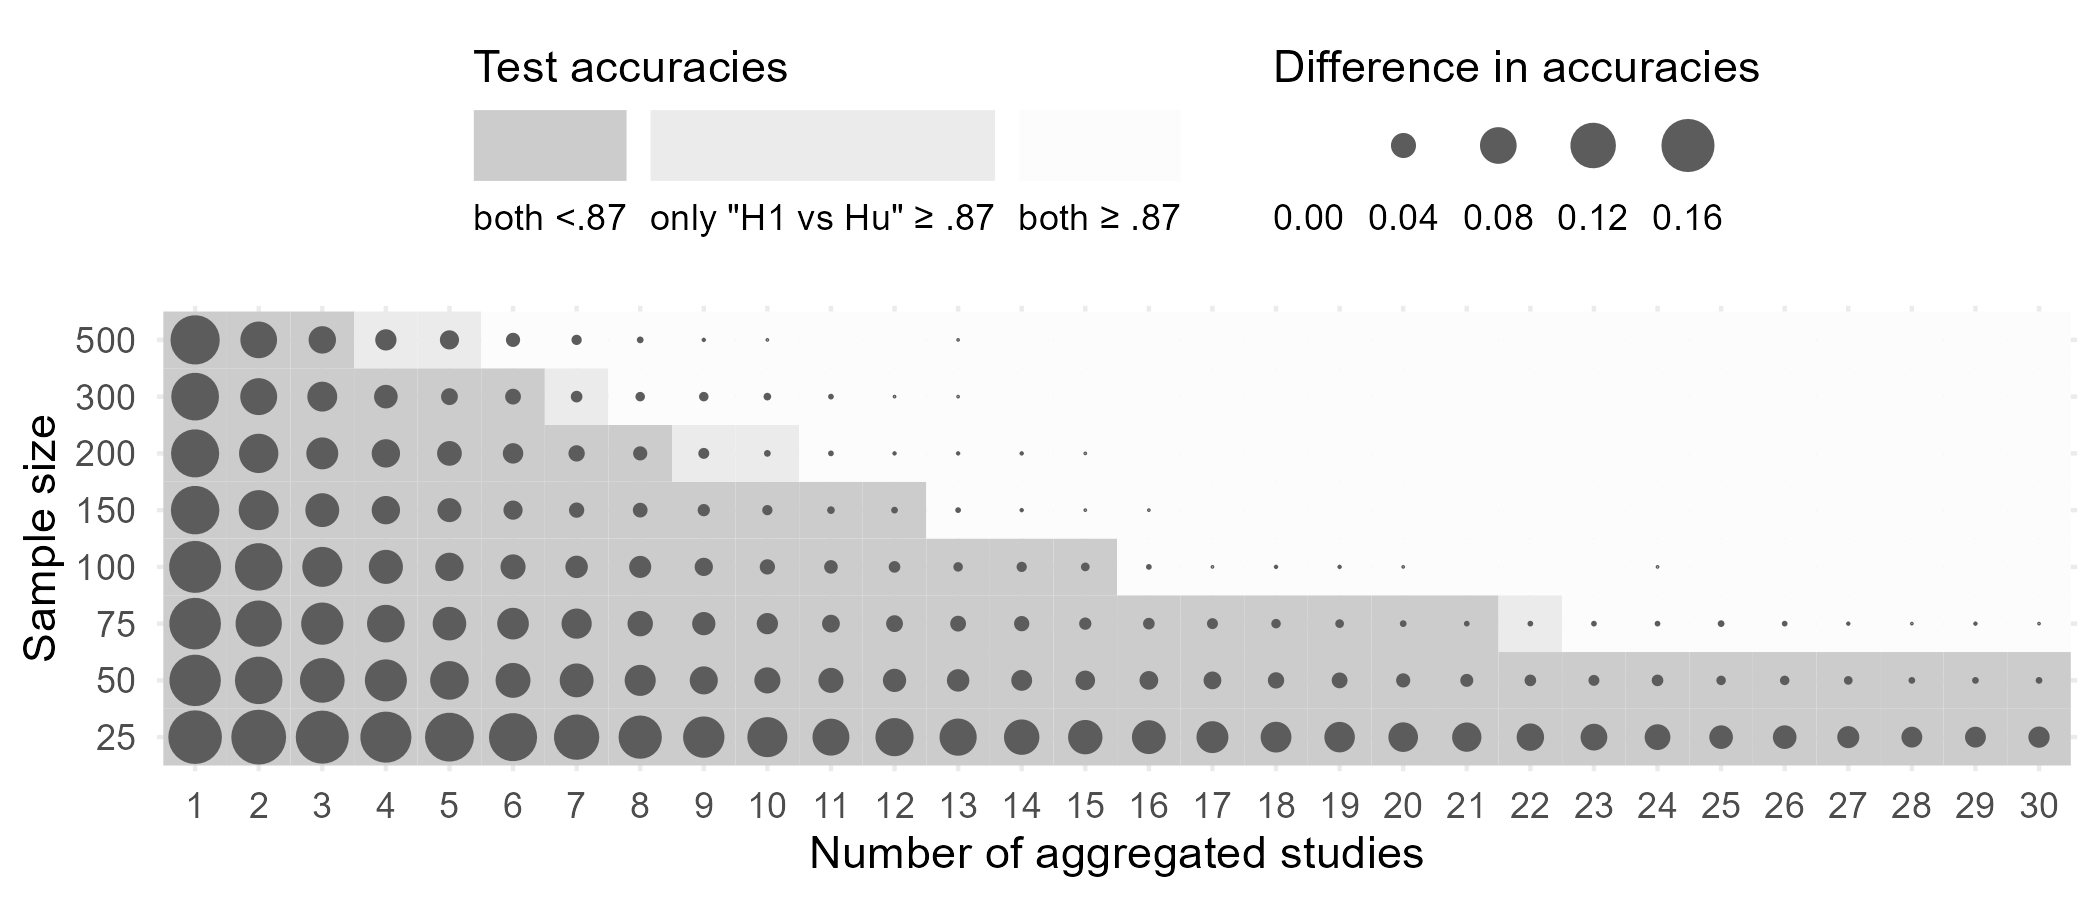 Test accuracies
Difference in accuracies
both <.87 only "H1 vs Hu" ≥ .87 both ≥ .87
0.00 0.04 0.08 0.12 0.16
Sample size
500
300
200
150
100
75
50
25
1 2 3 4 5 6 7 8 9 10 11 12 13 14 15 16 17 18 19 20 21 22 23 24 25 26 27 28 29 30
Number of aggregated studies